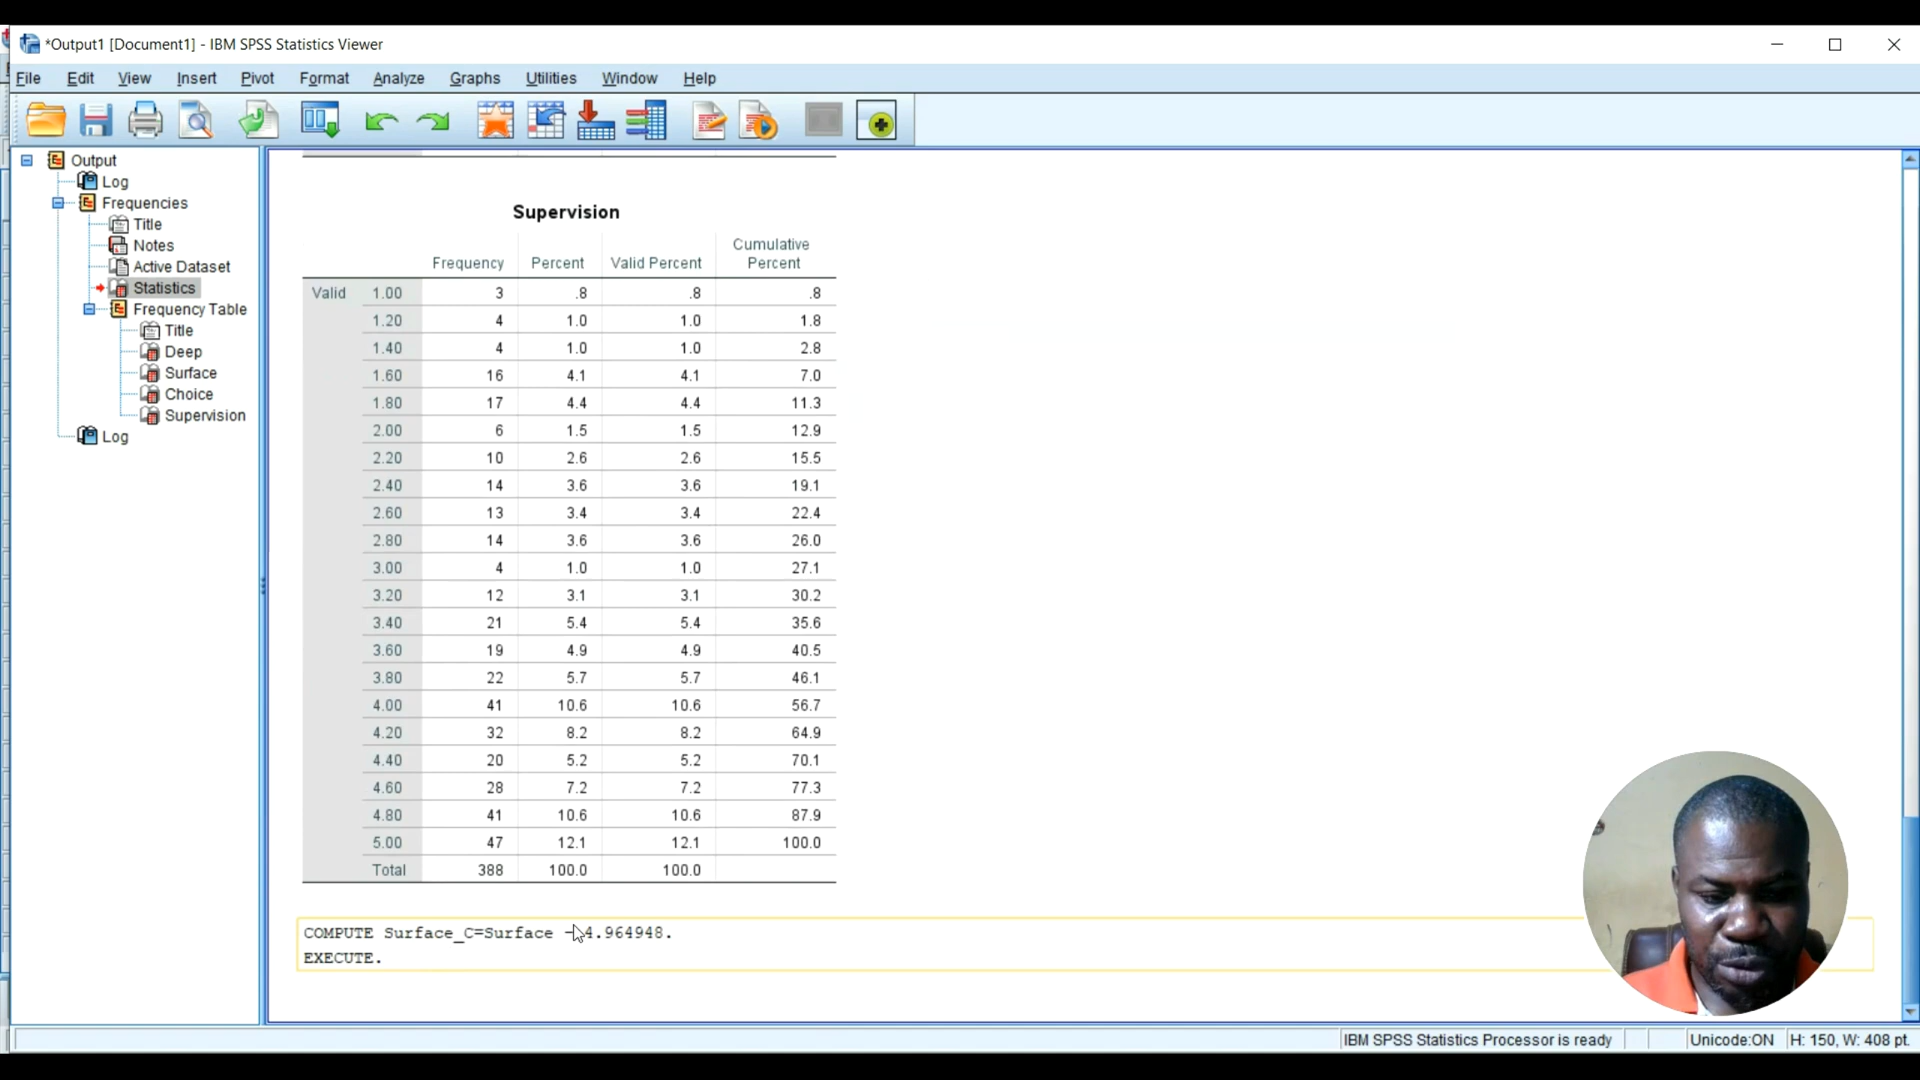 *Output1 [Document1] - IBM SPSS Statistics Viewer
File Edit View Insert Pivot Format Analyze Graphs Utilities Window Help
Output
Log
Frequencies
Title
Notes
Active Dataset
Statistics
Frequency Table
Title
Deep
Surface
Choice
Supervision
Log
Supervision
Frequency Percent Valid Percent Cumulative Percent
Valid 1.00 3 .8 .8 .8
1.20 4 1.0 1.0 1.8
1.40 4 1.0 1.0 2.8
1.60 16 4.1 4.1 7.0
1.80 17 4.4 4.4 11.3
2.00 6 1.5 1.5 12.9
2.20 10 2.6 2.6 15.5
2.40 14 3.6 3.6 19.1
2.60 13 3.4 3.4 22.4
2.80 14 3.6 3.6 26.0
3.00 4 1.0 1.0 27.1
3.20 12 3.1 3.1 30.2
3.40 21 5.4 5.4 35.6
3.60 19 4.9 4.9 40.5
3.80 22 5.7 5.7 46.1
4.00 41 10.6 10.6 56.7
4.20 32 8.2 8.2 64.9
4.40 20 5.2 5.2 70.1
4.60 28 7.2 7.2 77.3
4.80 41 10.6 10.6 87.9
5.00 47 12.1 12.1 100.0
Total 388 100.0 100.0
COMPUTE Surface_C=Surface - 4.964948.
EXECUTE.
IBM SPSS Statistics Processor is ready Unicode:ON H: 150, W: 408 pt.